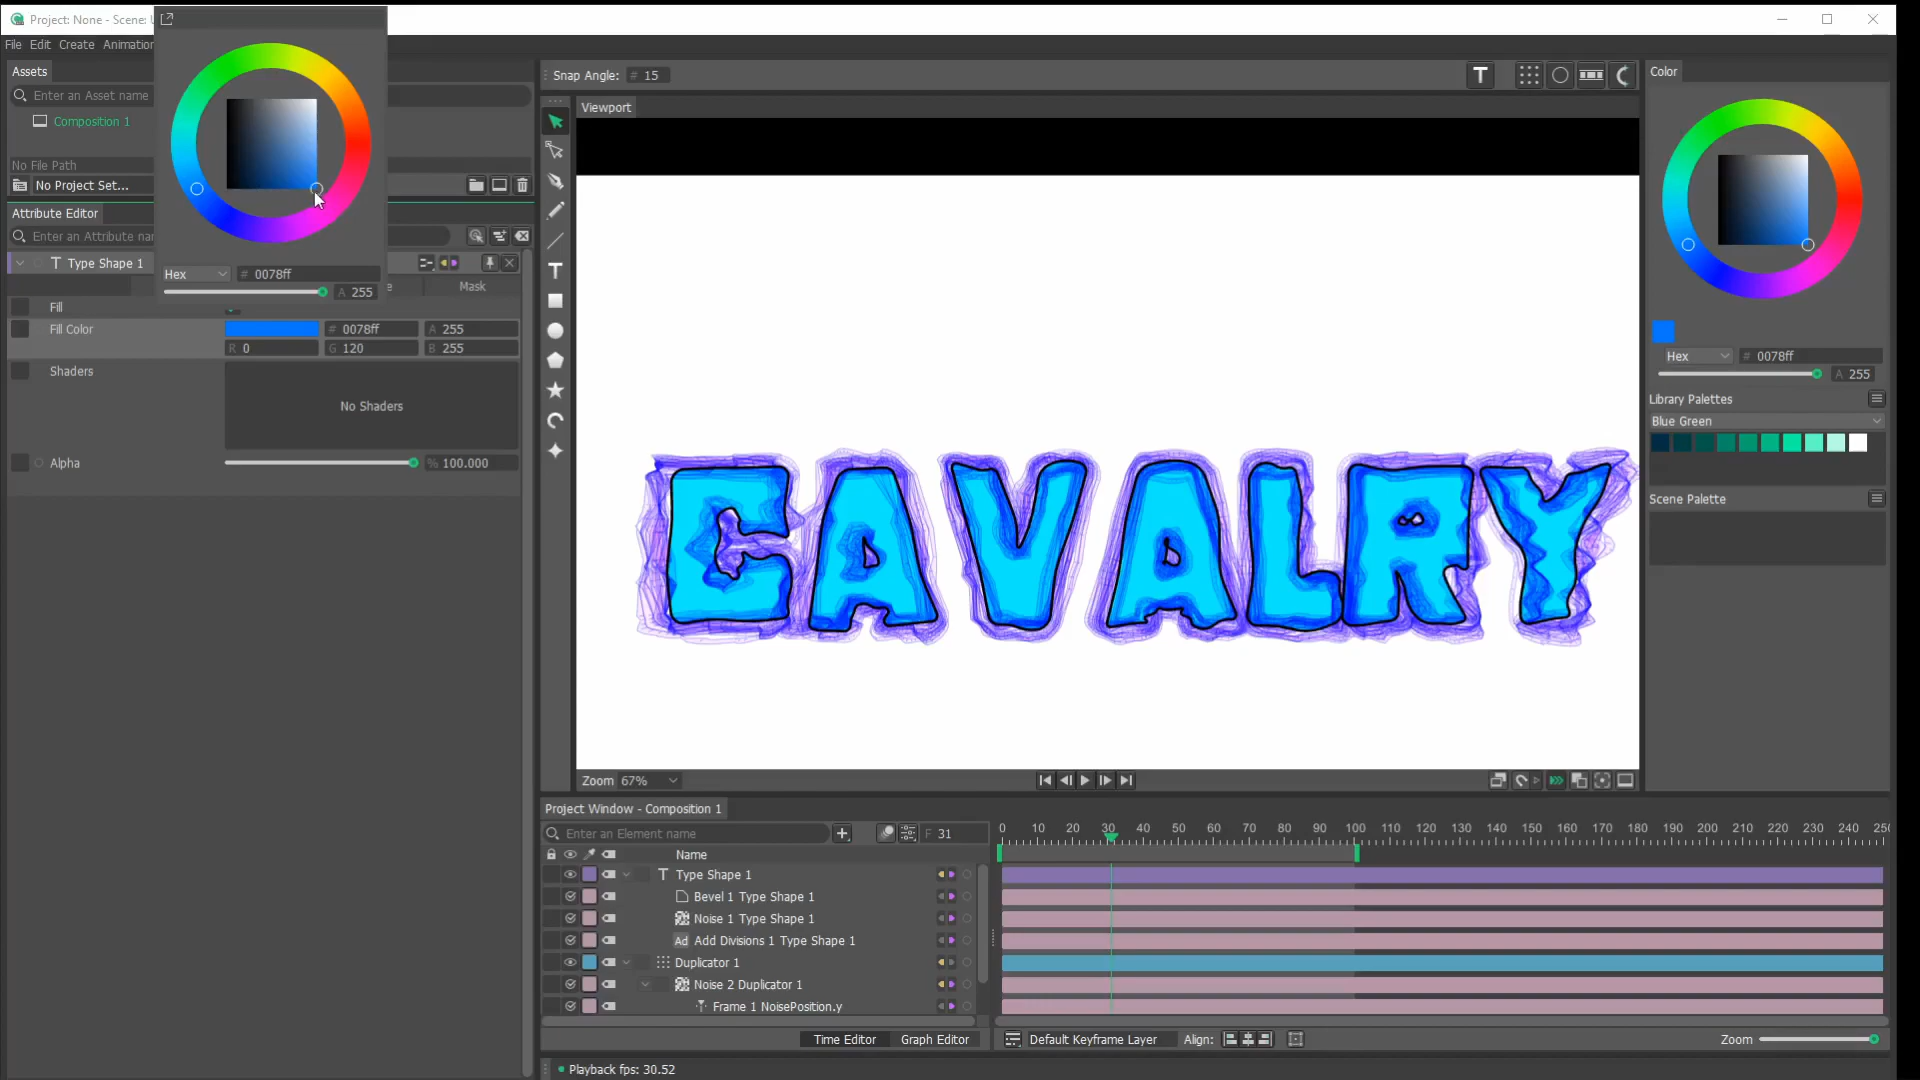 Project: None - Scene: U
File Edit Create Animation
Assets
Enter an Asset name
Composition 1
No File Path
No Project Set...
Attribute Editor
Enter an Attribute nar
T Type Shape 1
Mask
Hex # 0078ff
A 255
Fill
Fill Color # 0078ff A 255
R 0 G 120 B 255
Shaders
No Shaders
Alpha % 100.000
Snap Angle: # 15
T
Viewport
T
CAVALRY
Zoom 67%
Color
Hex # 0078ff
A 255
Library Palettes
Blue Green
Scene Palette
Project Window - Composition 1
Enter an Element name F 31
0 10 20 30 40 50 60 70 80 90 100 110 120 130 140 150 160 170 180 190 200 210 220 230 240 250
Name
T Type Shape 1
Bevel 1 Type Shape 1
Noise 1 Type Shape 1
Ad Add Divisions 1 Type Shape 1
Duplicator 1
Noise 2 Duplicator 1
Frame 1 NoisePosition.y
Time Editor Graph Editor Default Keyframe Layer Align: Zoom
Playback fps: 30.52